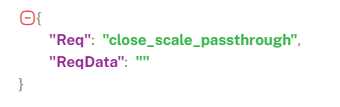 {
"Req": "close_scale_passthrough",
"ReqData": ""
}